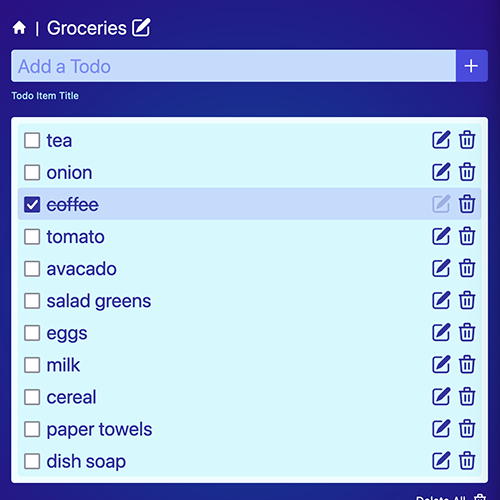 | Groceries
Add a Todo
Todo Item Title
tea
onion
coffee
tomato
avacado
salad greens
eggs
milk
cereal
paper towels
dish soap
Delete All